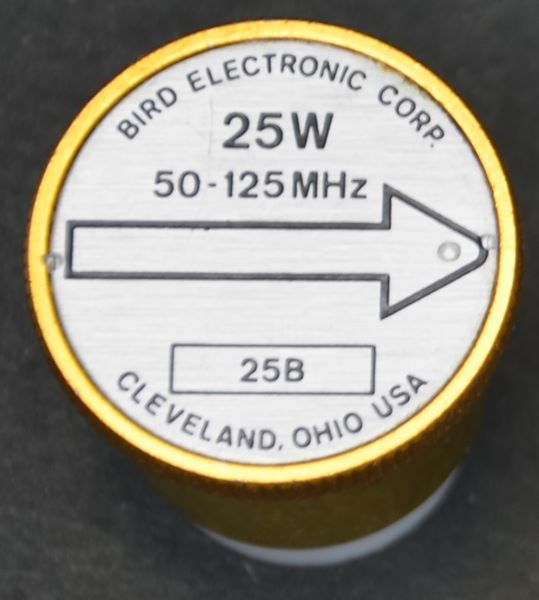 BIRD ELECTRONIC CORP.
25W
50-125MHz
25B
CLEVELAND, OHIO USA